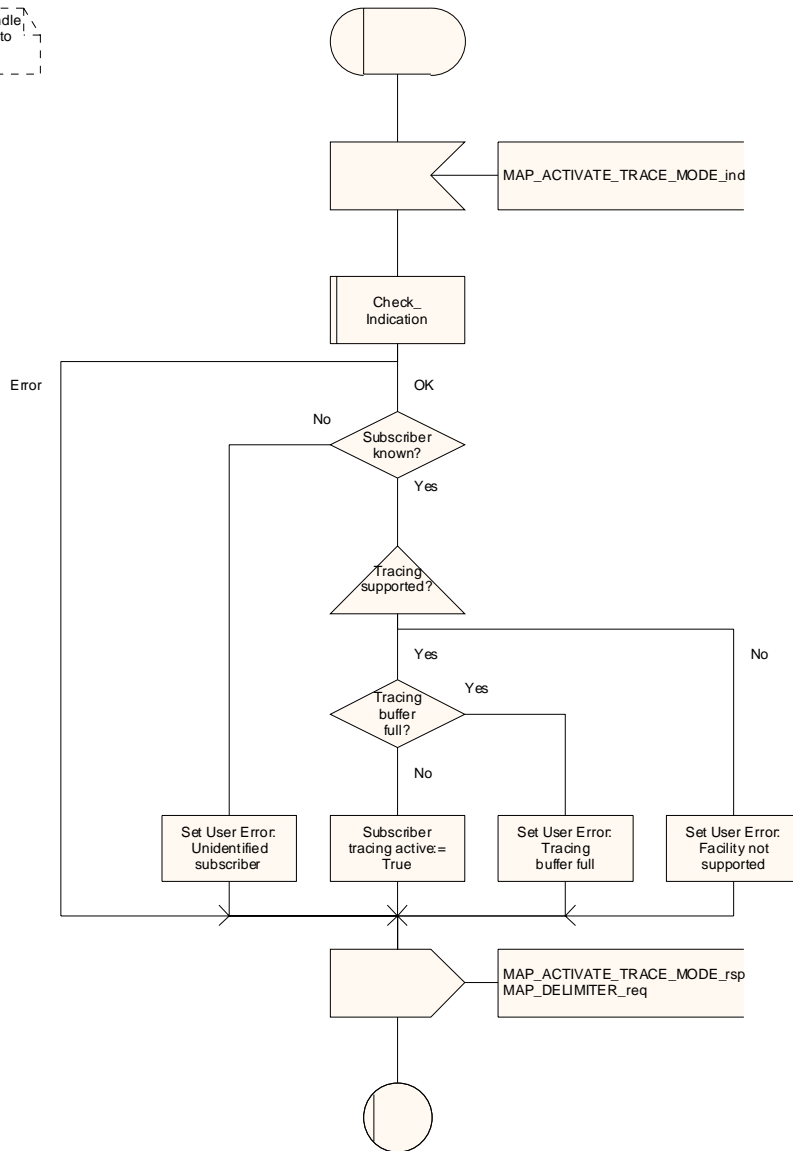 to
MAP_ACTIVATE_TRACE_MODE_ind
Check_
Indication
Error
OK
No
Subscriber
known?
Yes
Tracing
supported?
Yes
No
Tracing
buffer
full?
Yes
No
Set User Error:
Unidentified
subscriber
Subscriber
tracing active:=
True
Set User Error:
Tracing
buffer full
Set User Error:
Facility not
supported
MAP_ACTIVATE_TRACE_MODE_rsp
MAP_DELIMITER_req